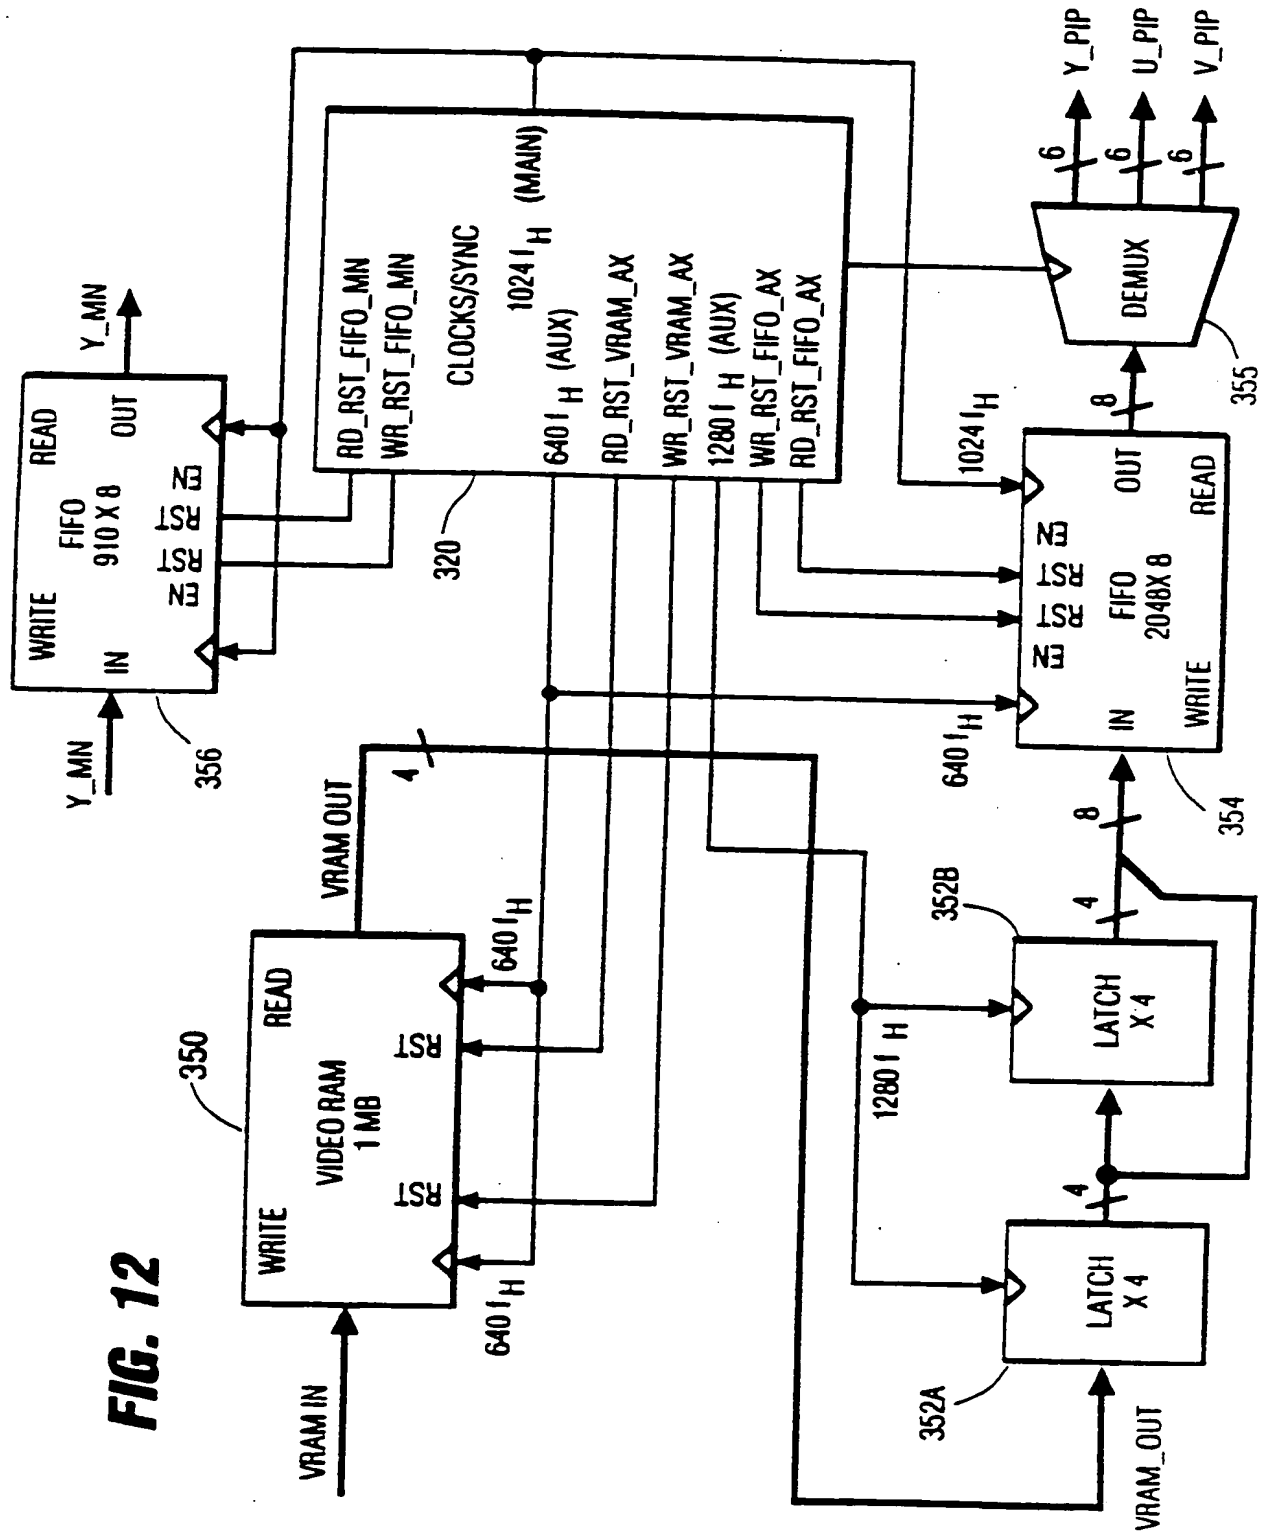 FIG. 12
VRAM IN
350
WRITE
READ
VIDEO RAM
1 MB
RST
RST
640 f H
640 f H
VRAM OUT
4
Y_MN
356
WRITE
READ
FIFO
910 X 8
IN
OUT
EN
RST
RST
EN
Y_MN
320
RD_RST_FIFO_MN
WR_RST_FIFO_MN
CLOCKS/SYNC
1024 f H (MAIN)
640 f H (AUX)
RD_RST_VRAM_AX
WR_RST_VRAM_AX
1280 f H (AUX)
WR_RST_FIFO_AX
RD_RST_FIFO_AX
1280 f H
640 f H
1024 f H
VRAM_OUT
352A
LATCH
X 4
4
352B
LATCH
X 4
4
8
354
EN
RST
RST
EN
IN
OUT
FIFO
2048 X 8
WRITE
READ
8
DEMUX
355
6
6
6
Y_PIP
U_PIP
V_PIP